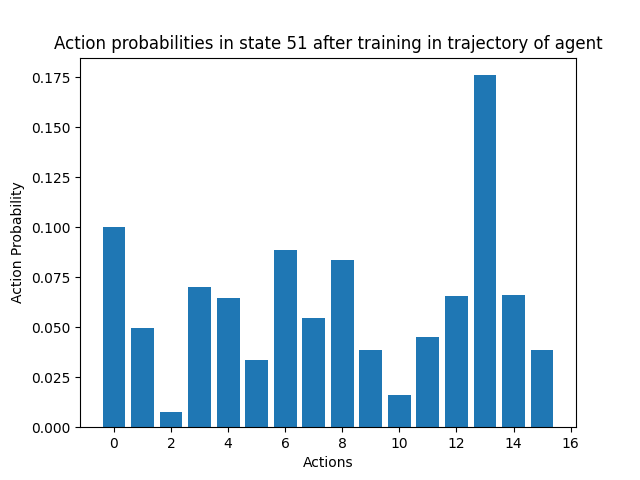 Action probabilities in state 51 after training in trajectory of agent
0.175
0.150
0.125
0.100
0.075
0.050
0.025
0.000
Action Probability
0 2 4 6 8 10 12 14 16
Actions